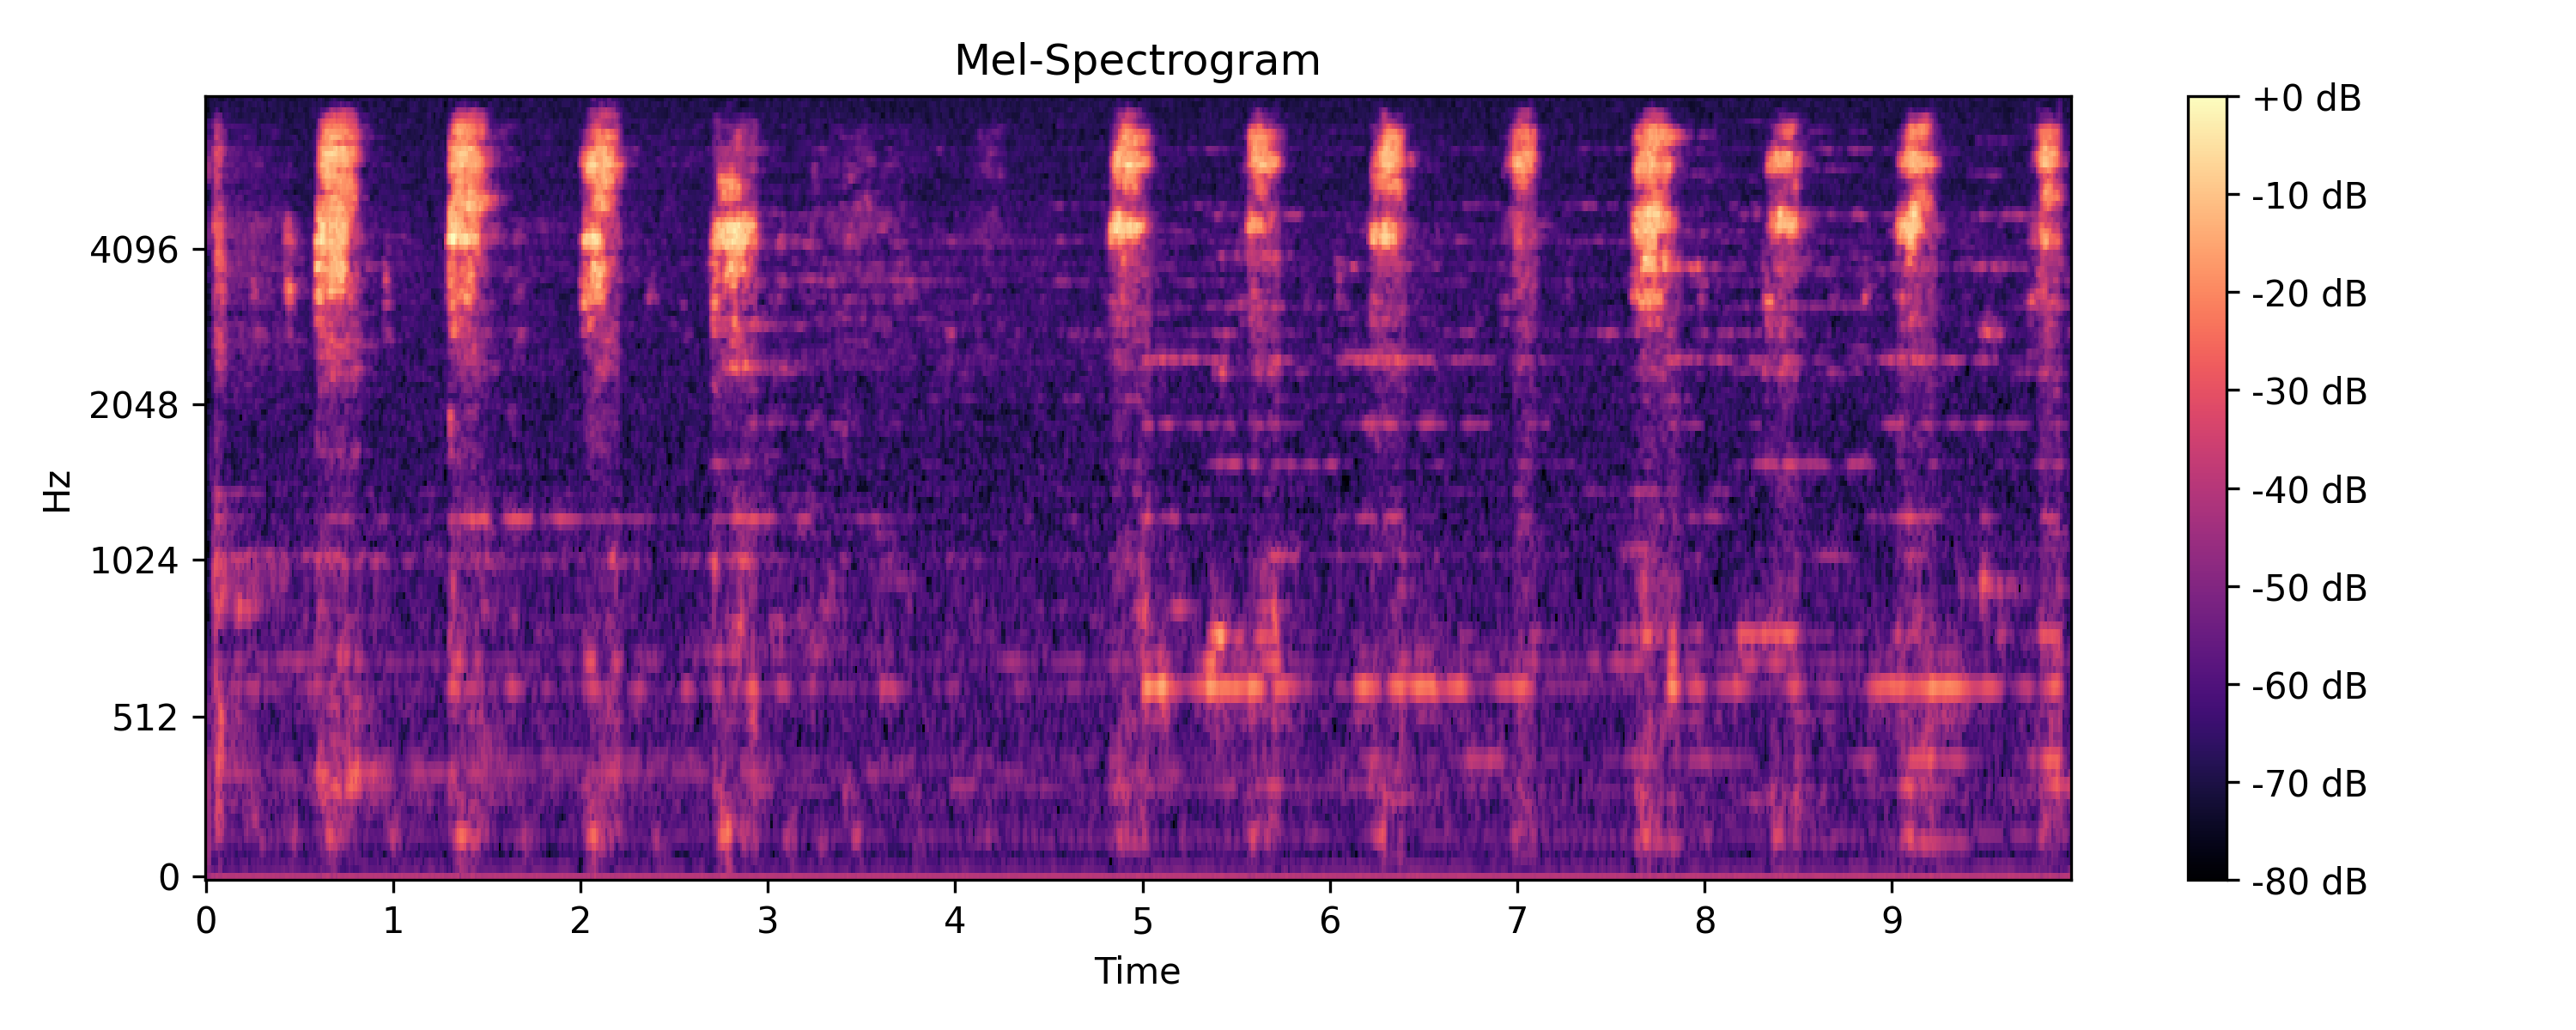 Mel-Spectrogram
+0 dB
-10 dB
-20 dB
-30 dB
-40 dB
-50 dB
-60 dB
-70 dB
-80 dB
4096
2048
1024
512
0
Hz
0 1 2 3 4 5 6 7 8 9
Time